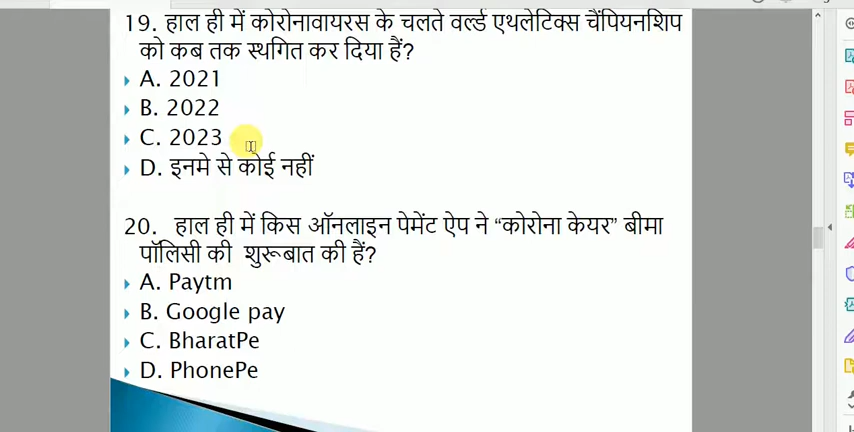 19. हाल ही में कोरोनावायरस के चलते वर्ल्ड एथलेटिक्स चैंपियनशिप
को कब तक स्थगित कर दिया हैं?
A. 2021
B. 2022
C. 2023
D. इनमे से कोई नहीं
20. हाल ही में किस ऑनलाइन पेमेंट ऐप ने “कोरोना केयर” बीमा
पॉलिसी की शुरूबात की हैं?
A. Paytm
B. Google pay
C. BharatPe
D. PhonePe